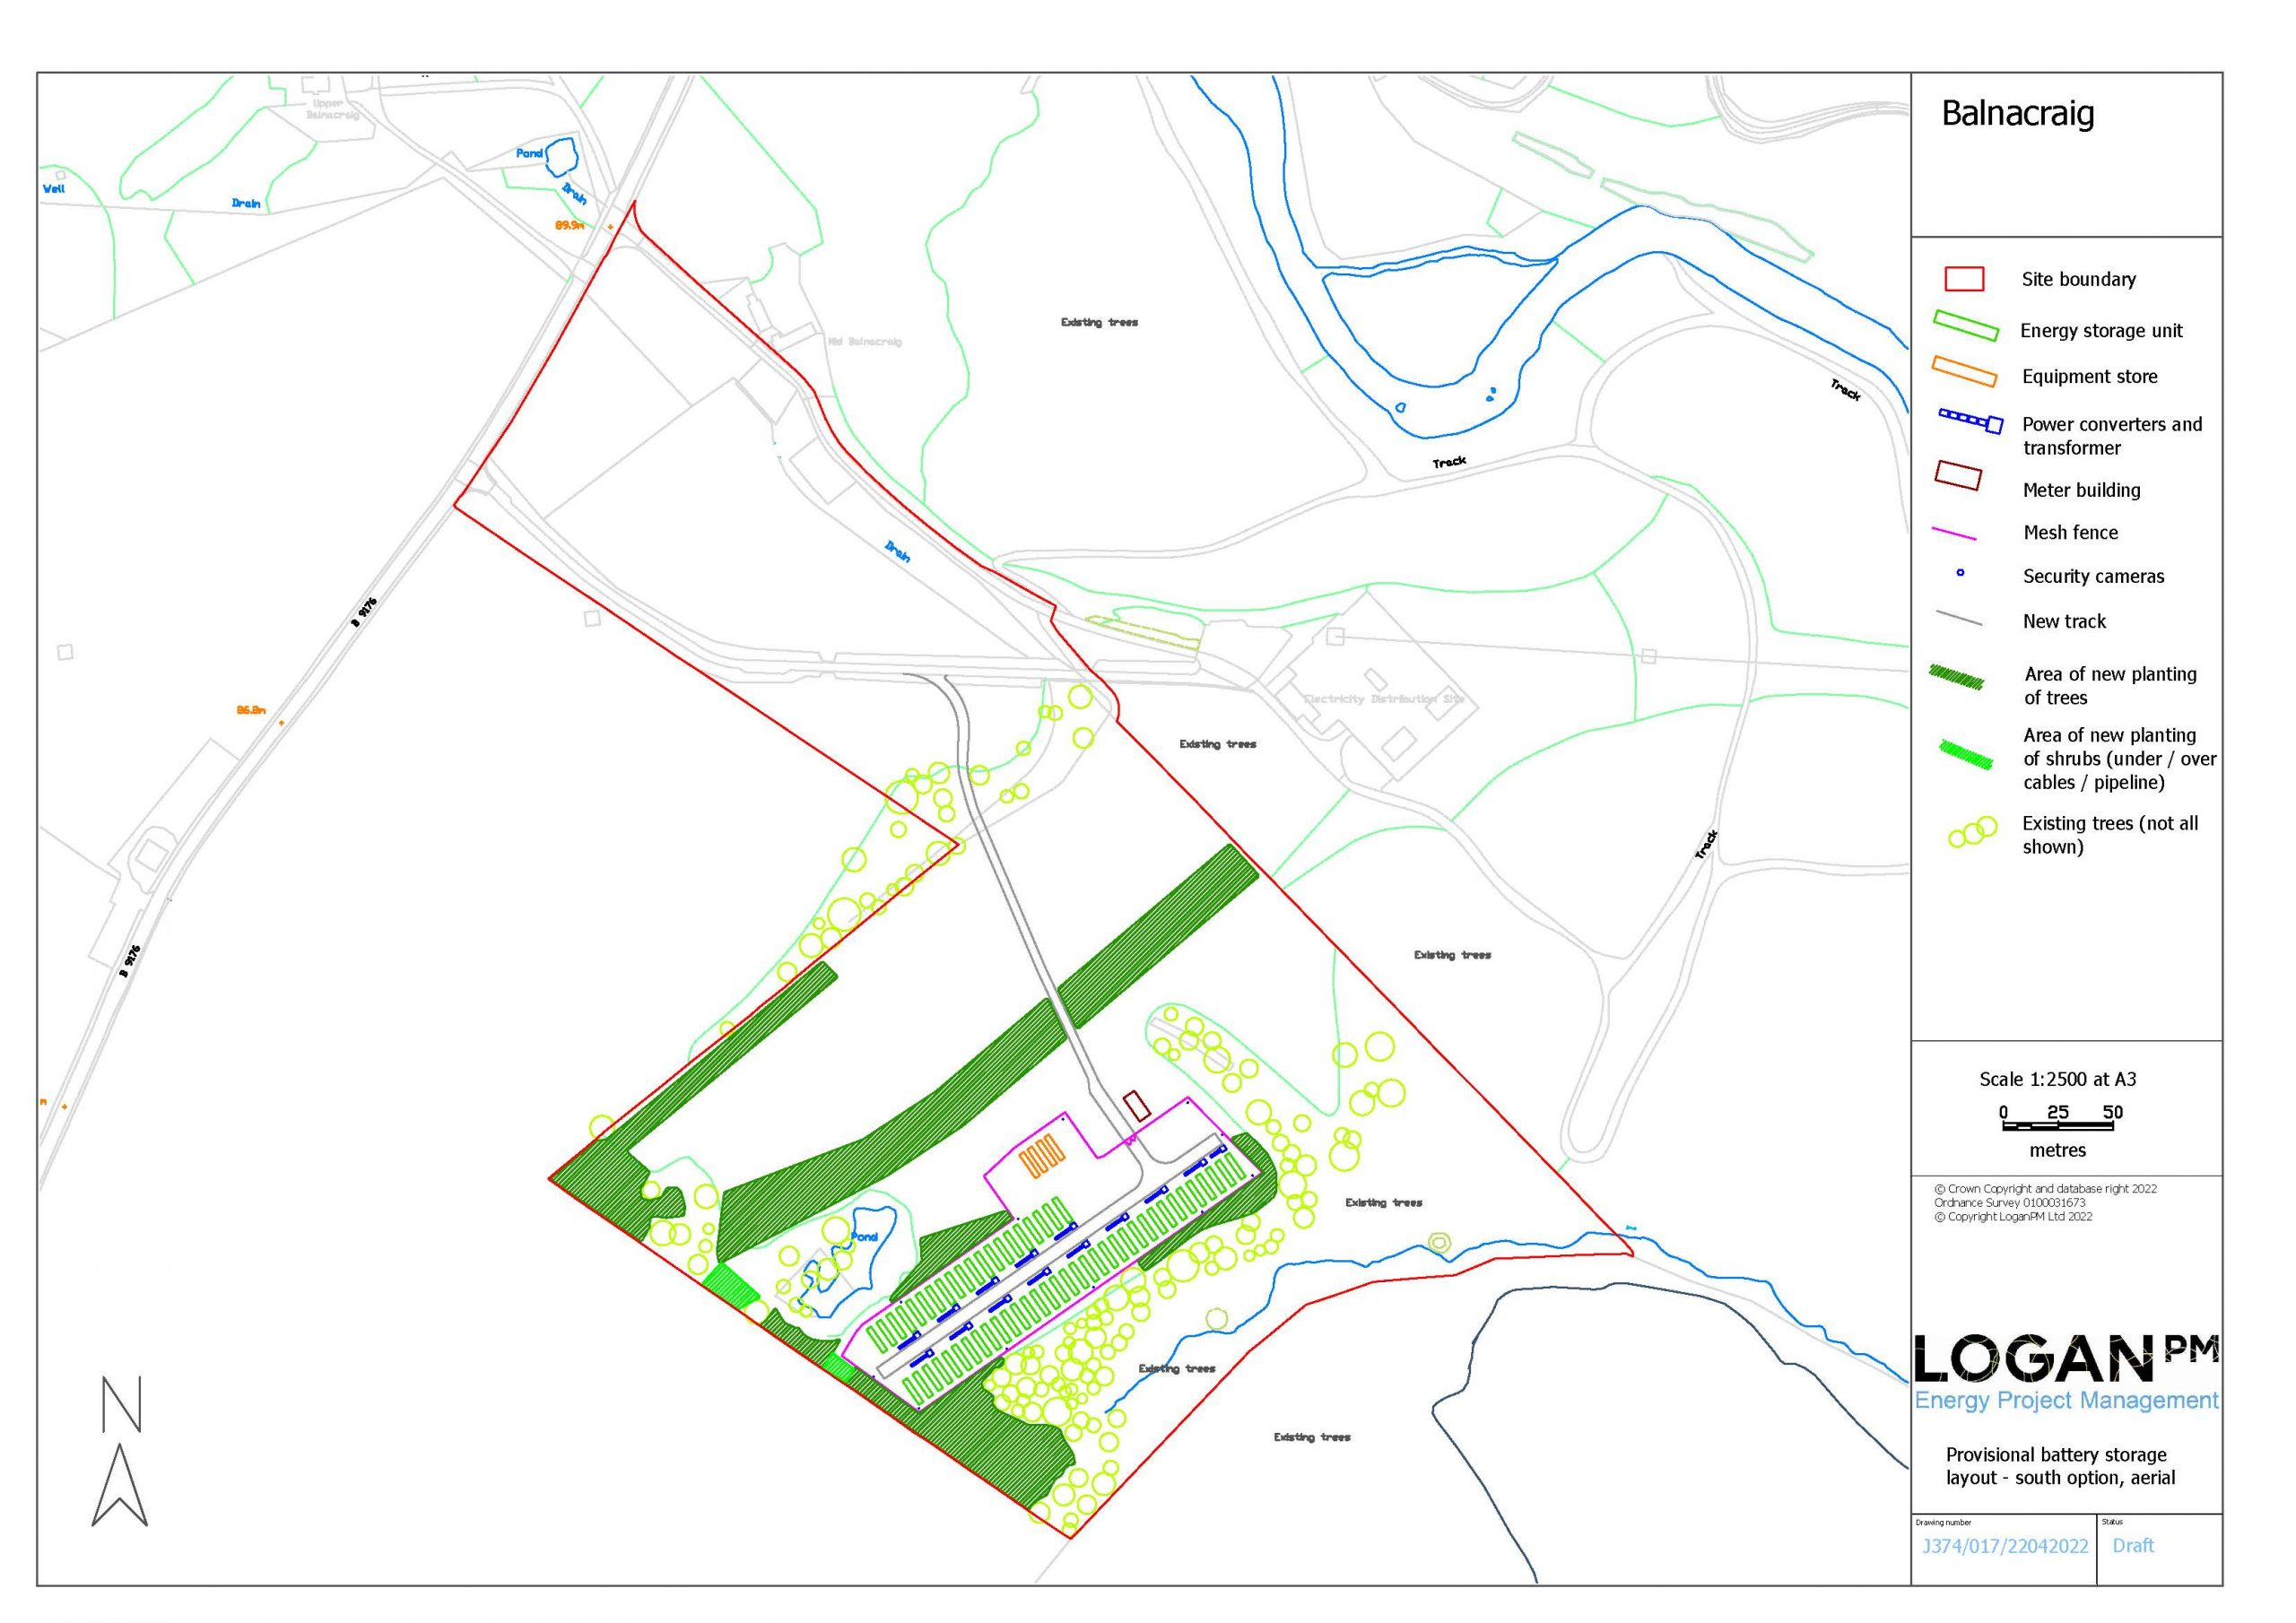 Balnacraig
Site boundary
Energy storage unit
Equipment store
Power converters and
transformer
Meter building
Mesh fence
Security cameras
New track
Area of new planting
of trees
Area of new planting
of shrubs (under / over
cables / pipeline)
Existing trees (not all
shown)
Scale 1:2500 at A3
0 25 50
metres
© Crown Copyright and database right 2022
Ordnance Survey 0100031673
© Copyright LoganPM Ltd 2022
LOGAN PM
Energy Project Management
Provisional battery storage
layout - south option, aerial
Drawing number
Status
J374/017/22042022
Draft
Upper
Balnacraig
Pond
Well
Drain
Drain
89.9m
Existing trees
Mid Balnacraig
Track
Track
Drain
B 9176
Electricity Distribution Site
86.8m
Existing trees
Track
B 9176
Existing trees
m
Existing trees
Pond
Existing trees
Existing trees
N